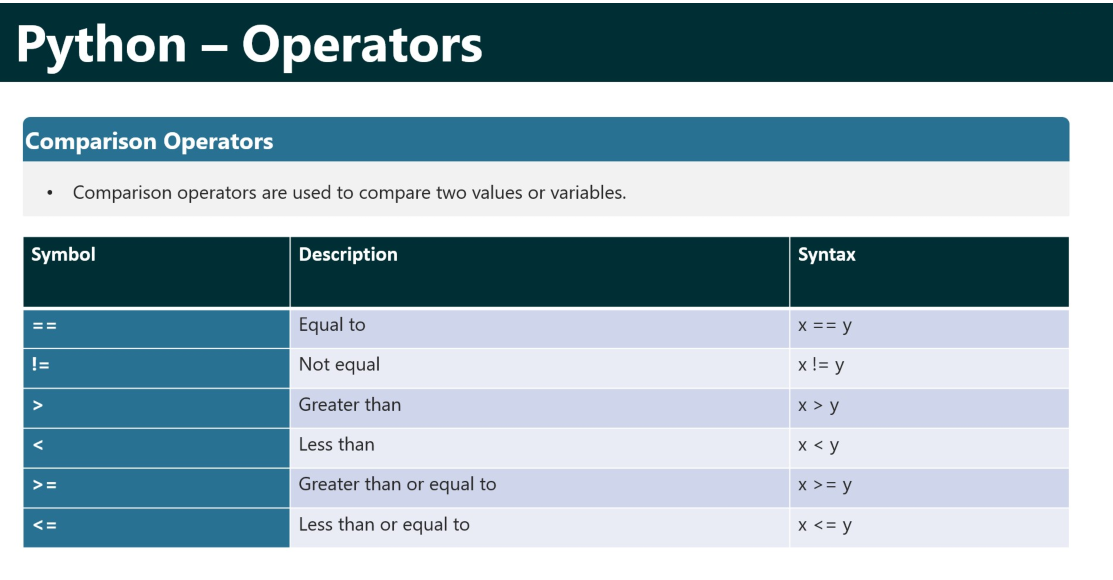 Python – Operators
Comparison Operators
• Comparison operators are used to compare two values or variables.
Symbol Description Syntax
== Equal to x == y
!= Not equal x != y
> Greater than x > y
< Less than x < y
>= Greater than or equal to x >= y
<= Less than or equal to x <= y